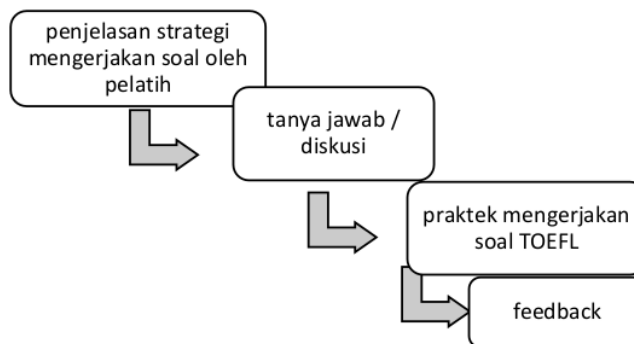 penjelasan strategi
mengerjakan soal oleh
pelatih
tanya jawab /
diskusi
praktek mengerjakan
soal TOEFL
feedback